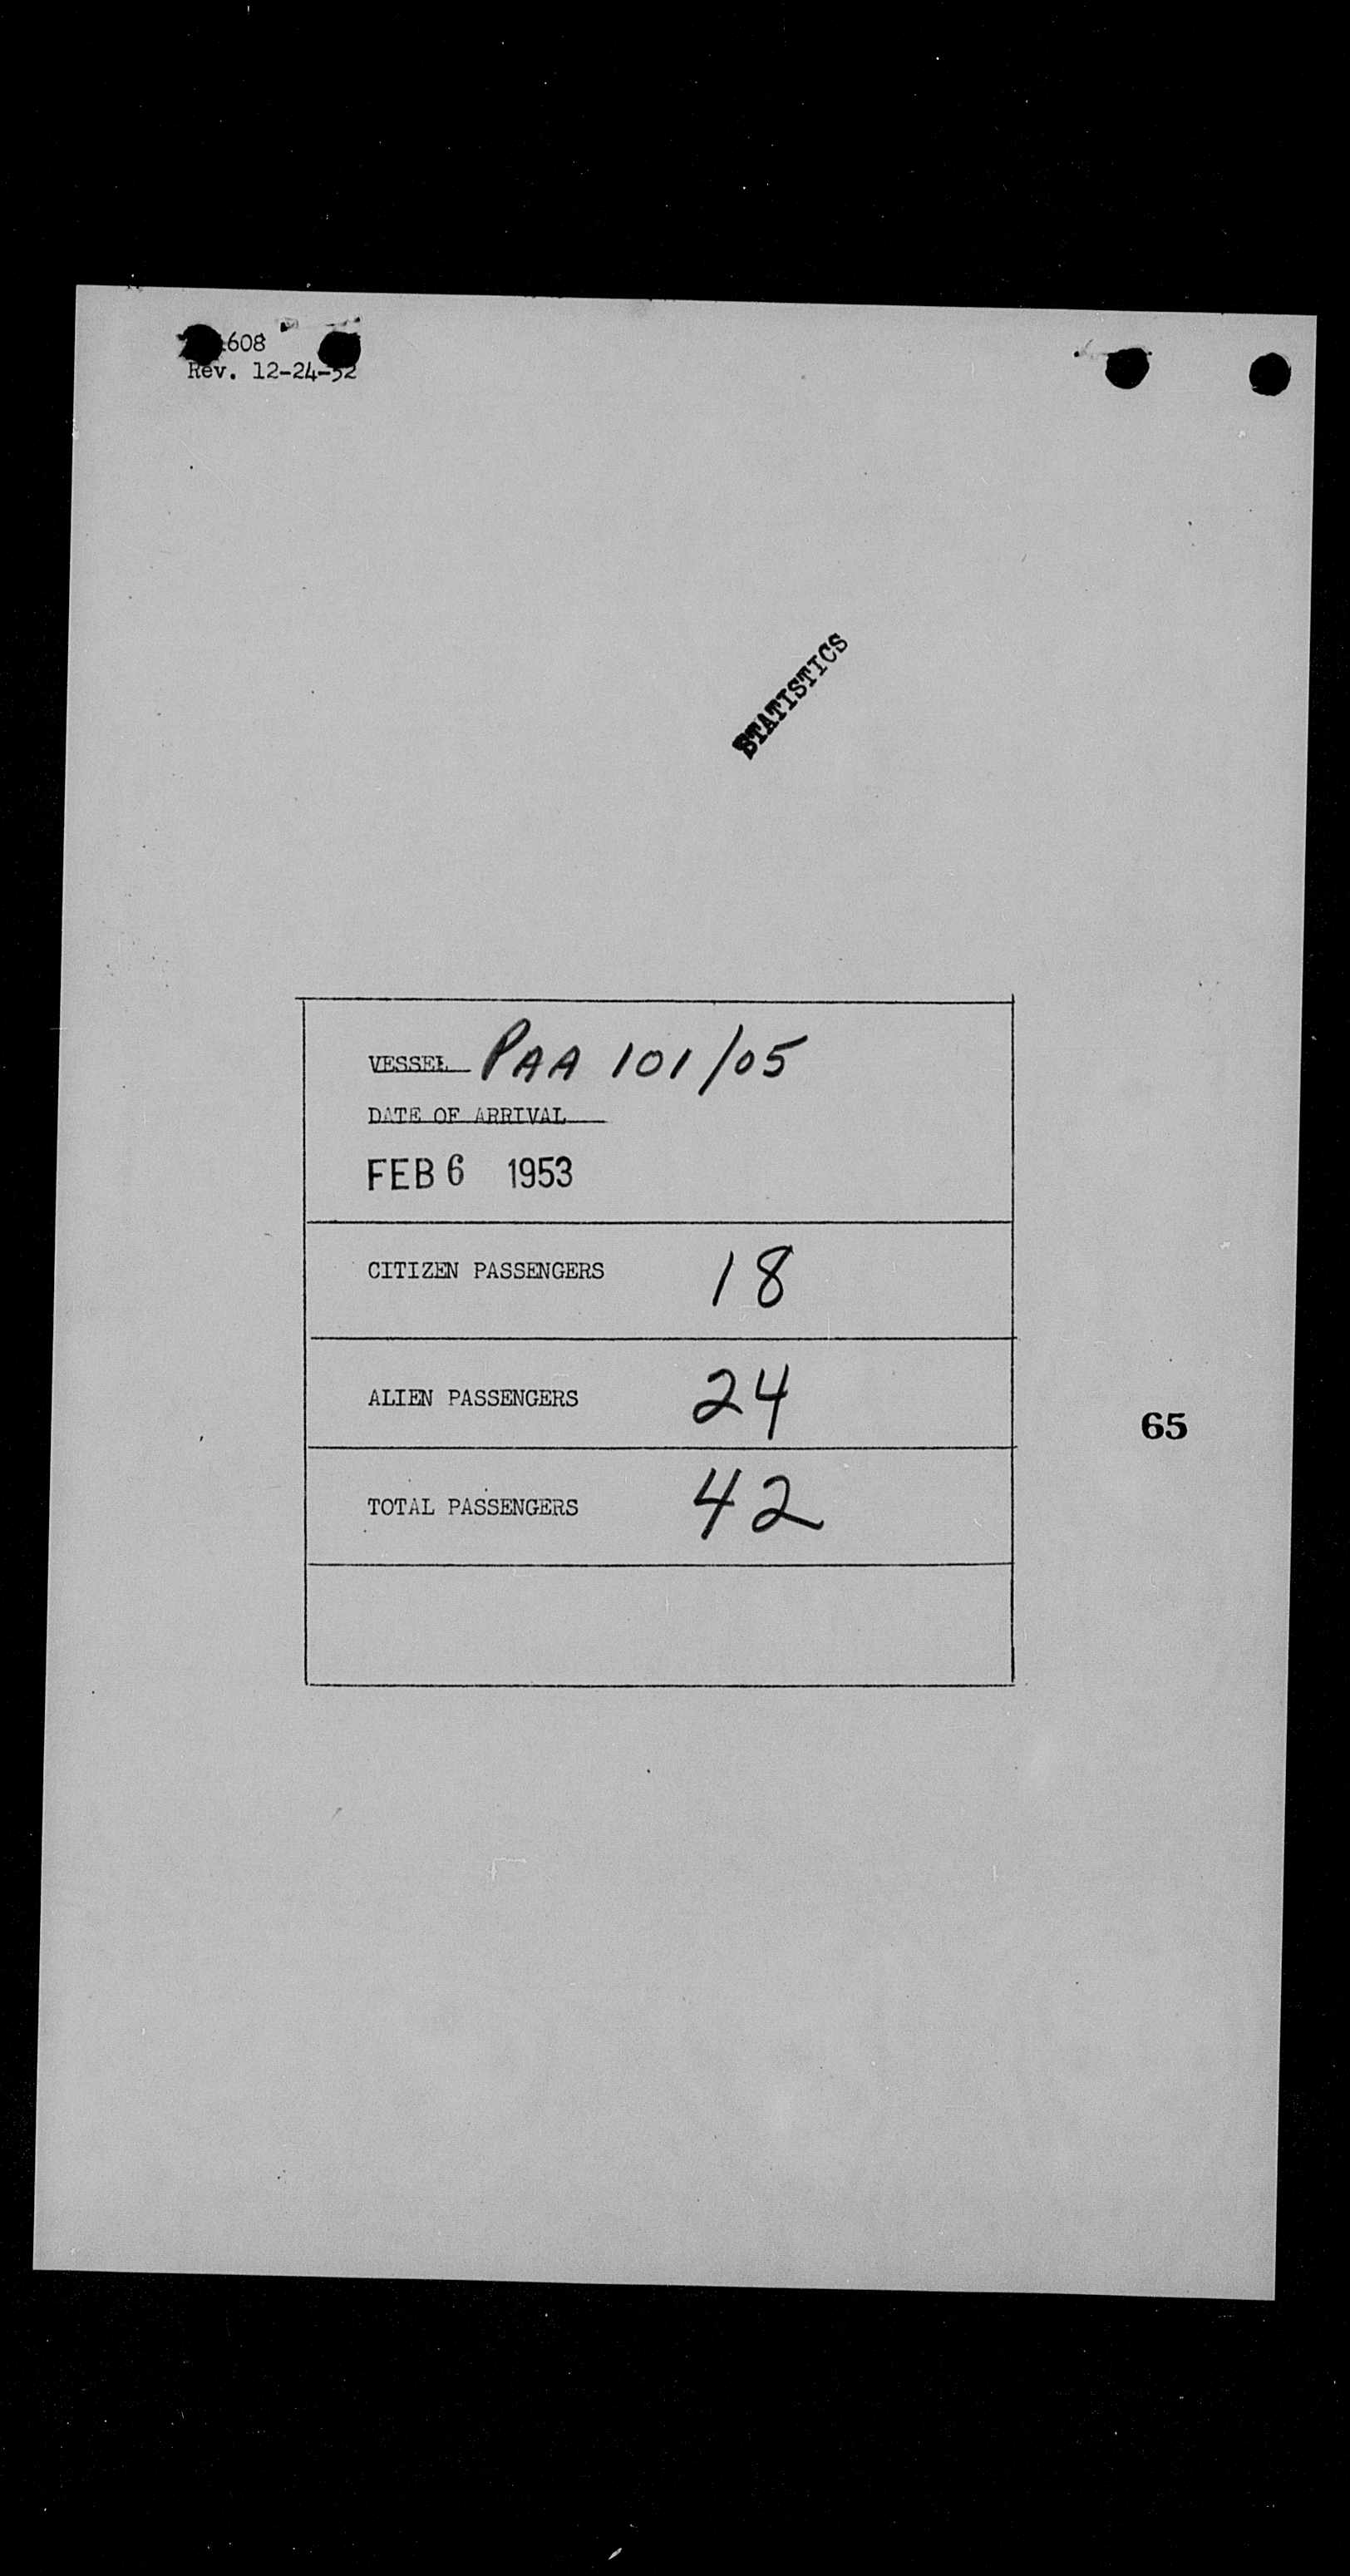 608
Rev. 12-24-52
STATISTICS
VESSEL PAA 101/05
DATE OF ARRIVAL
FEB 6 1953
CITIZEN PASSENGERS 18
ALIEN PASSENGERS 24
65
TOTAL PASSENGERS 42